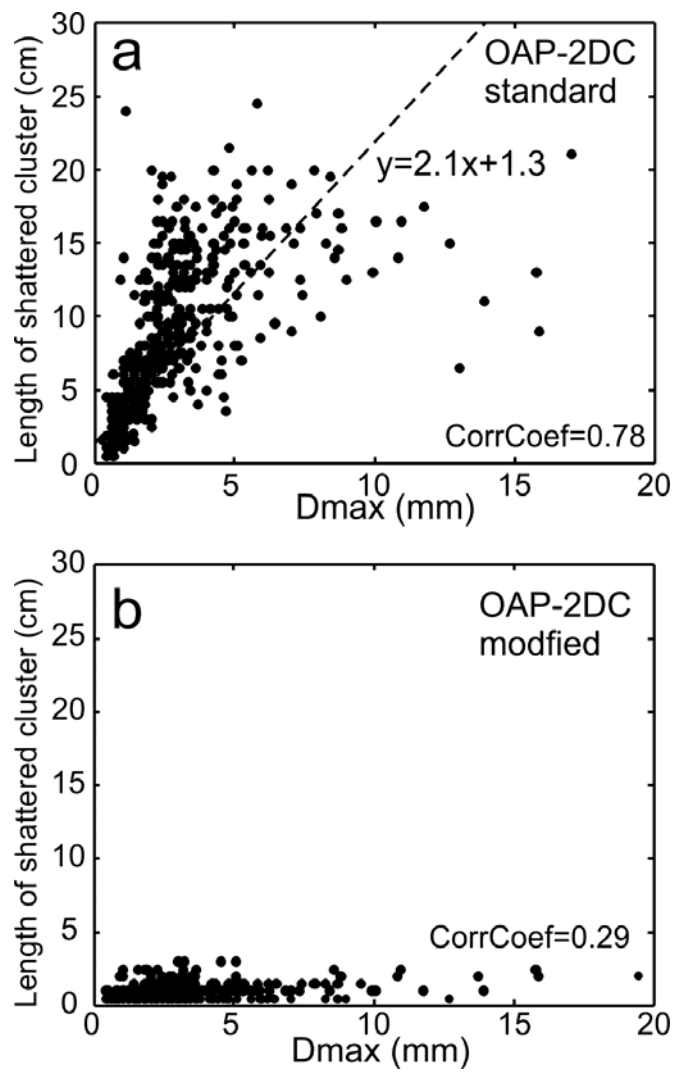 a
OAP-2DC
standard
y=2.1x+1.3
CorrCoef=0.78
Length of shattered cluster (cm)
30
25
20
15
10
5
0
0 5 10 15 20
Dmax (mm)
b
OAP-2DC
modfied
CorrCoef=0.29
Length of shattered cluster (cm)
30
25
20
15
10
5
0
0 5 10 15 20
Dmax (mm)